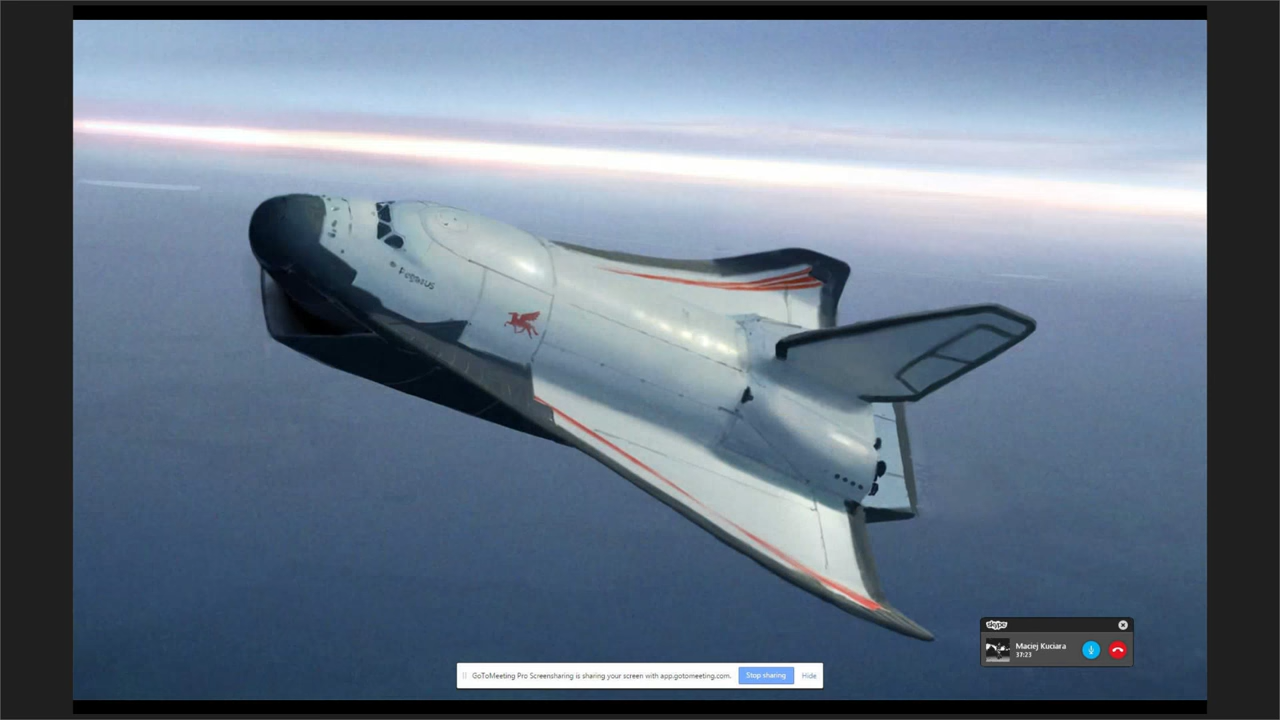 Pegasus
skype
Maciej Kuciara
37:23
GoToMeeting Pro Screensharing is sharing your screen with app.gotomeeting.com.
Stop sharing
Hide